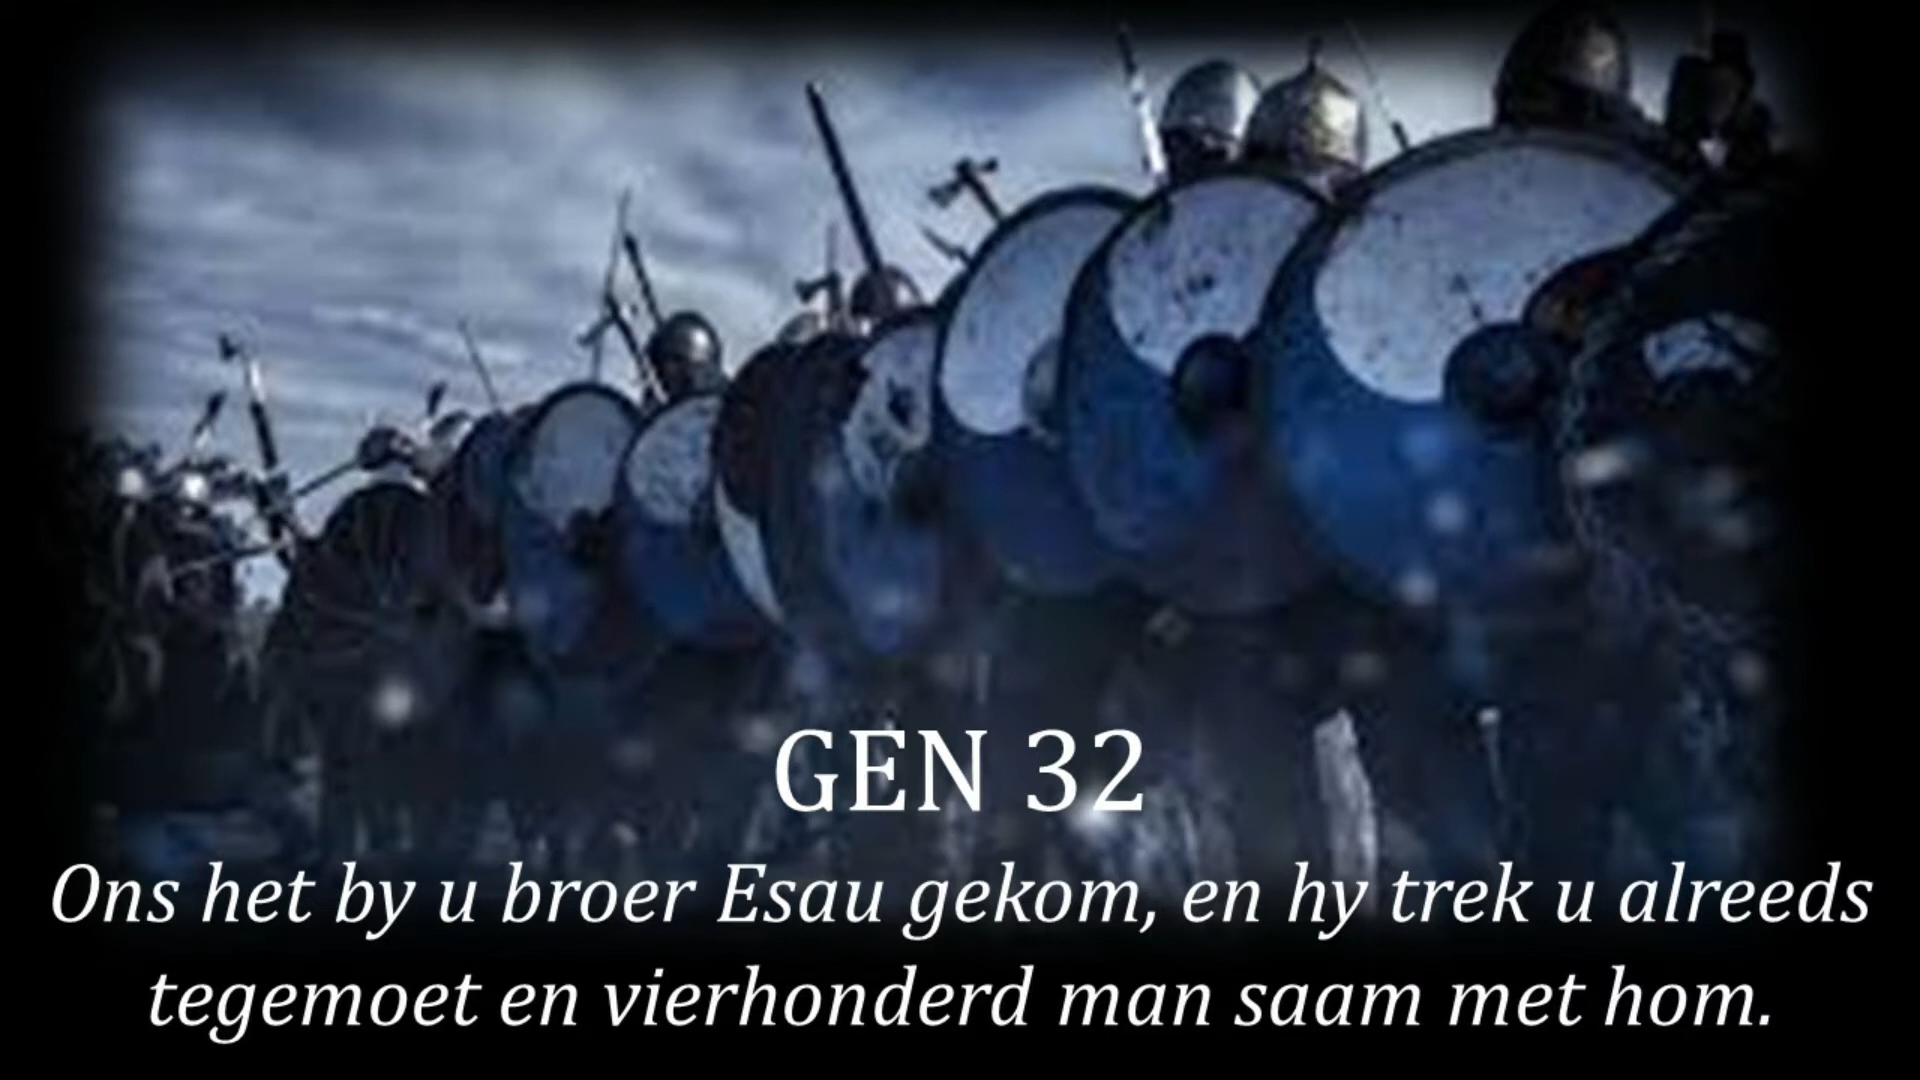 GEN 32
Ons het by u broer Esau gekom, en hy trek u alreeds
tegemoet en vierhonderd man saam met hom.